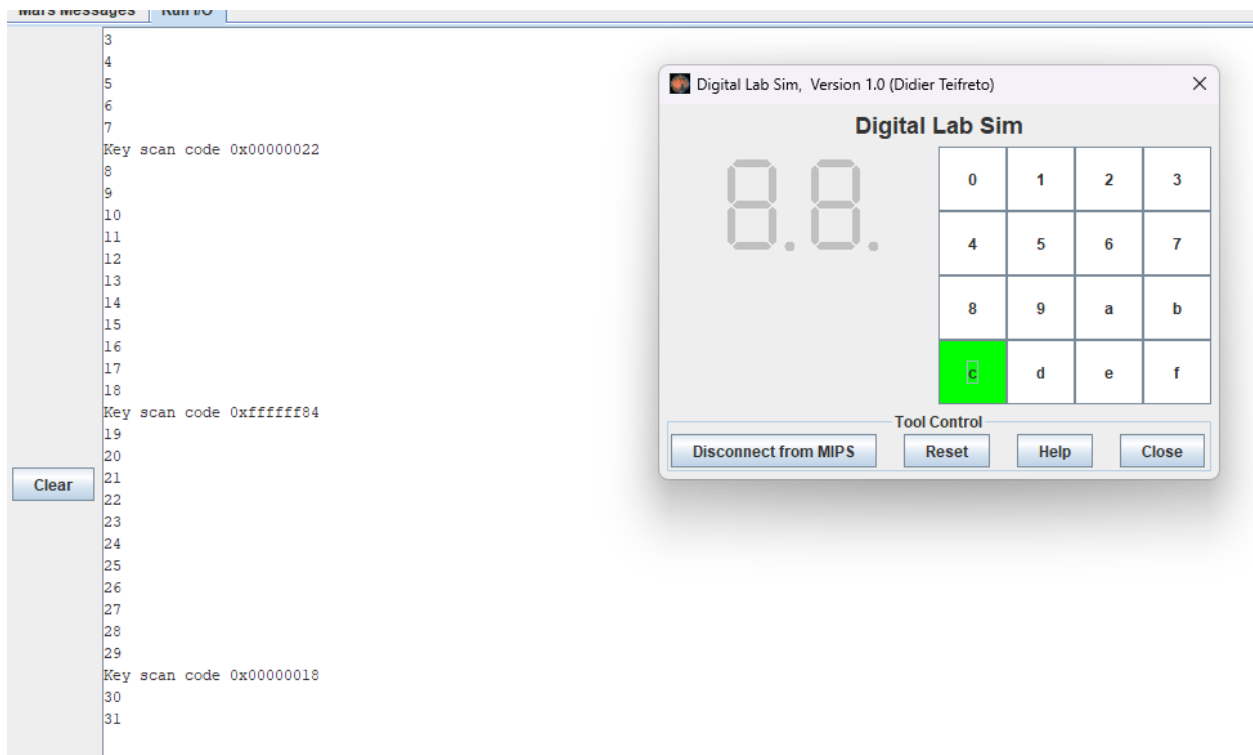 Mars Messages Run I/O
3
4
5
6
7
Key scan code 0x00000022
8
9
10
11
12
13
14
15
16
17
18
Key scan code 0xffffff84
19
20
21
22
23
24
25
26
27
28
29
Key scan code 0x00000018
30
31
Clear
Digital Lab Sim, Version 1.0 (Didier Teifreto)
Digital Lab Sim
8.8.
0 1 2 3
4 5 6 7
8 9 a b
c d e f
Tool Control
Disconnect from MIPS Reset Help Close